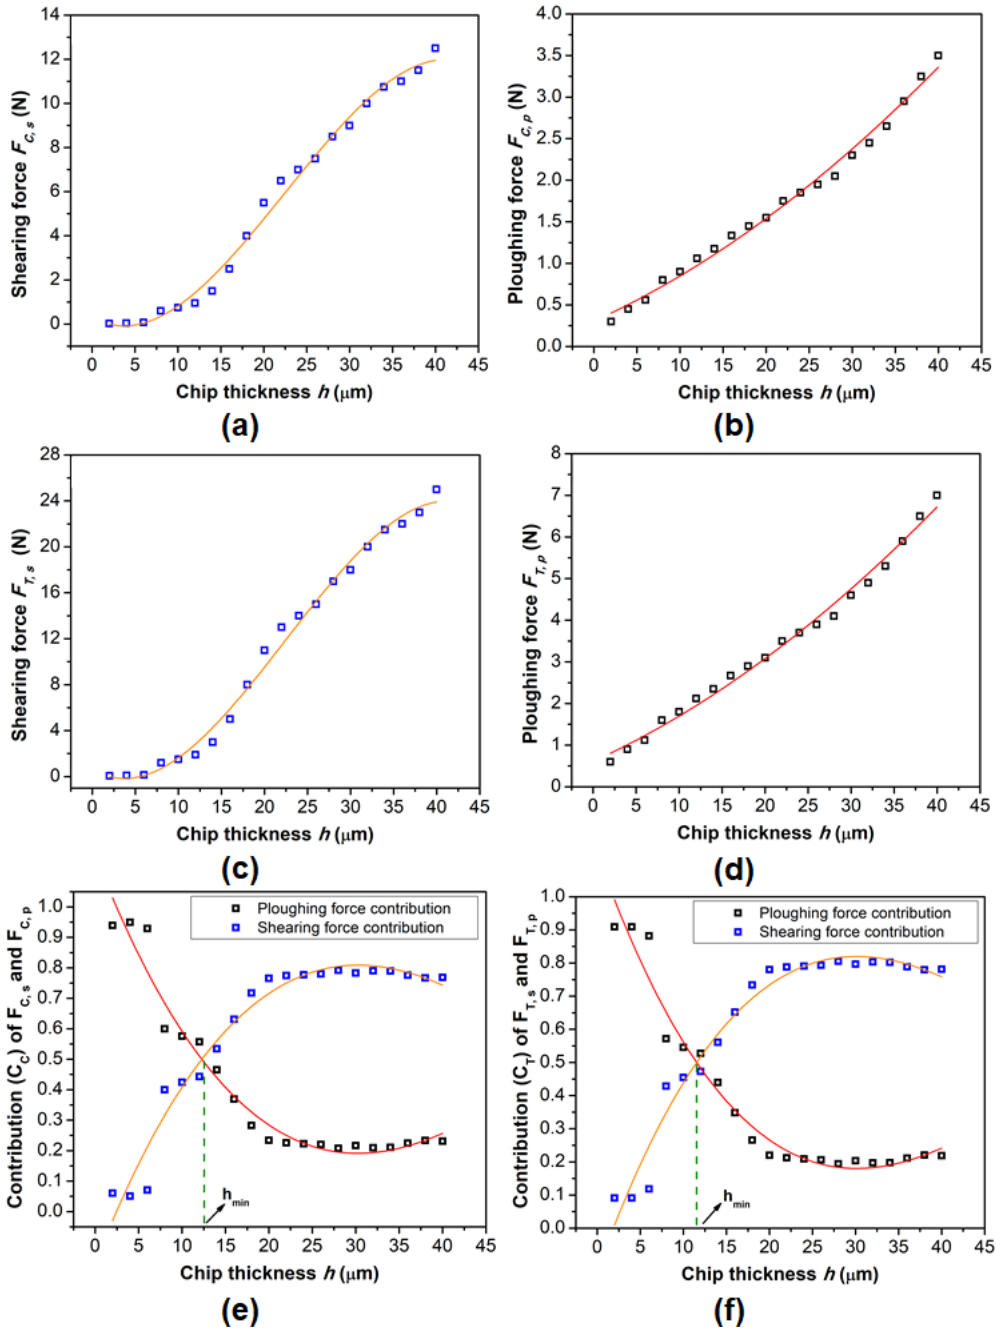 14
12
10
8
6
4
2
0
Shearing force F_C, s (N)
0 5 10 15 20 25 30 35 40 45
Chip thickness h (μm)
(a)
4.0
3.5
3.0
2.5
2.0
1.5
1.0
0.5
0.0
Ploughing force F_C, p (N)
0 5 10 15 20 25 30 35 40 45
Chip thickness h (μm)
(b)
28
24
20
16
12
8
4
0
Shearing force F_T, s (N)
0 5 10 15 20 25 30 35 40 45
Chip thickness h (μm)
(c)
8
7
6
5
4
3
2
1
0
Ploughing force F_T, p (N)
0 5 10 15 20 25 30 35 40 45
Chip thickness h (μm)
(d)
Ploughing force contribution
Shearing force contribution
1.0
0.9
0.8
0.7
0.6
0.5
0.4
0.3
0.2
0.1
0.0
Contribution (C_C) of F_C, s and F_C, p
h_min
0 5 10 15 20 25 30 35 40 45
Chip thickness h (μm)
(e)
Ploughing force contribution
Shearing force contribution
1.0
0.9
0.8
0.7
0.6
0.5
0.4
0.3
0.2
0.1
0.0
Contribution (C_T) of F_T, s and F_T, p
h_min
0 5 10 15 20 25 30 35 40 45
Chip thickness h (μm)
(f)